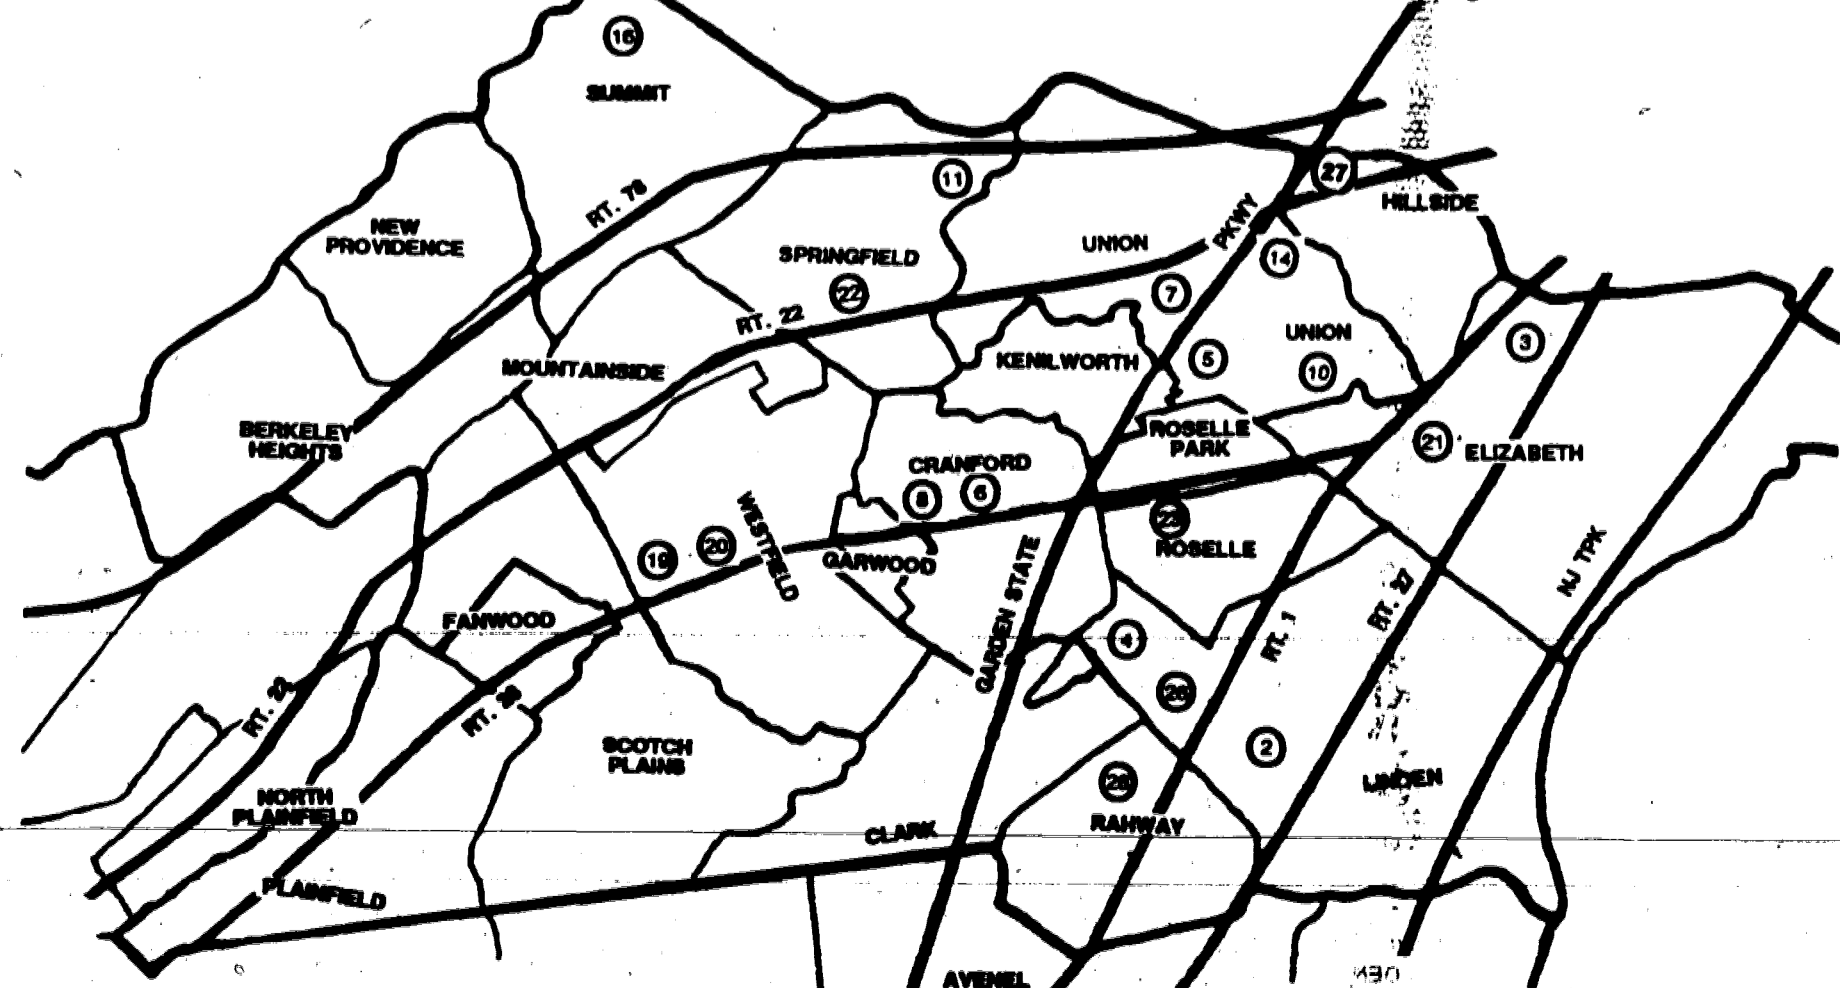 16
SUMMIT
27
11
HILLSIDE
RT. 78
NEW
PROVIDENCE
PKWY
UNION
SPRINGFIELD
14
22
7
RT. 22
UNION
3
5
KENILWORTH
MOUNTAINSIDE
10
BERKELEY
HEIGHTS
ROSELLE
PARK
21
ELIZABETH
CRANFORD
8
6
WESTFIELD
23
ROSELLE
19
20
GARWOOD
NJ TPK
GARDEN STATE
RT. 27
FANWOOD
RT. 1
4
26
RT. 22
SCOTCH
PLAINS
2
LINDEN
NORTH
PLAINFIELD
RAHWAY
CLARK
PLAINFIELD
AVENEL